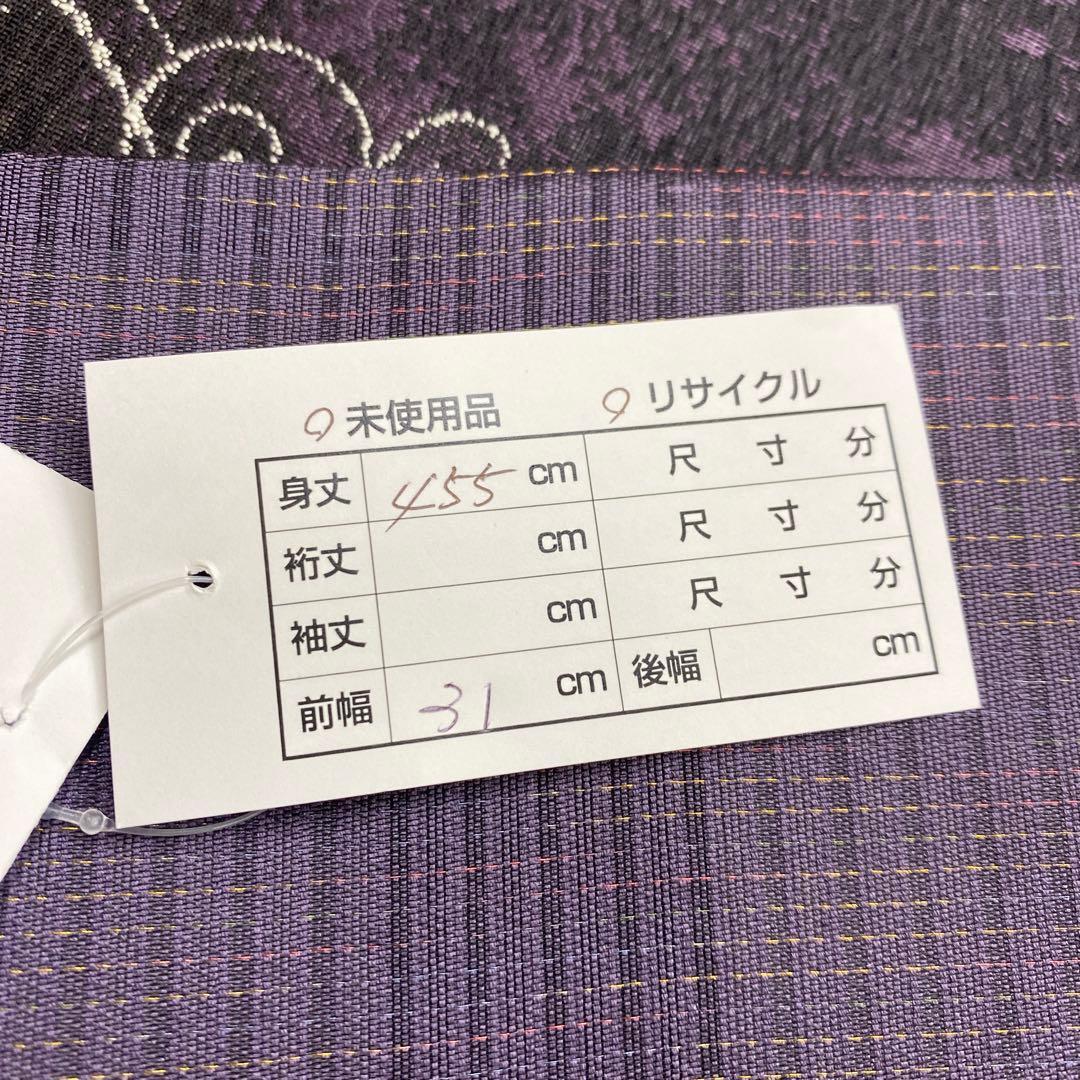 未使用品 リサイクル
身丈 455 cm 尺 寸 分
裄丈 cm 尺 寸 分
袖丈 cm 尺 寸 分
前幅 31 cm 後幅 cm